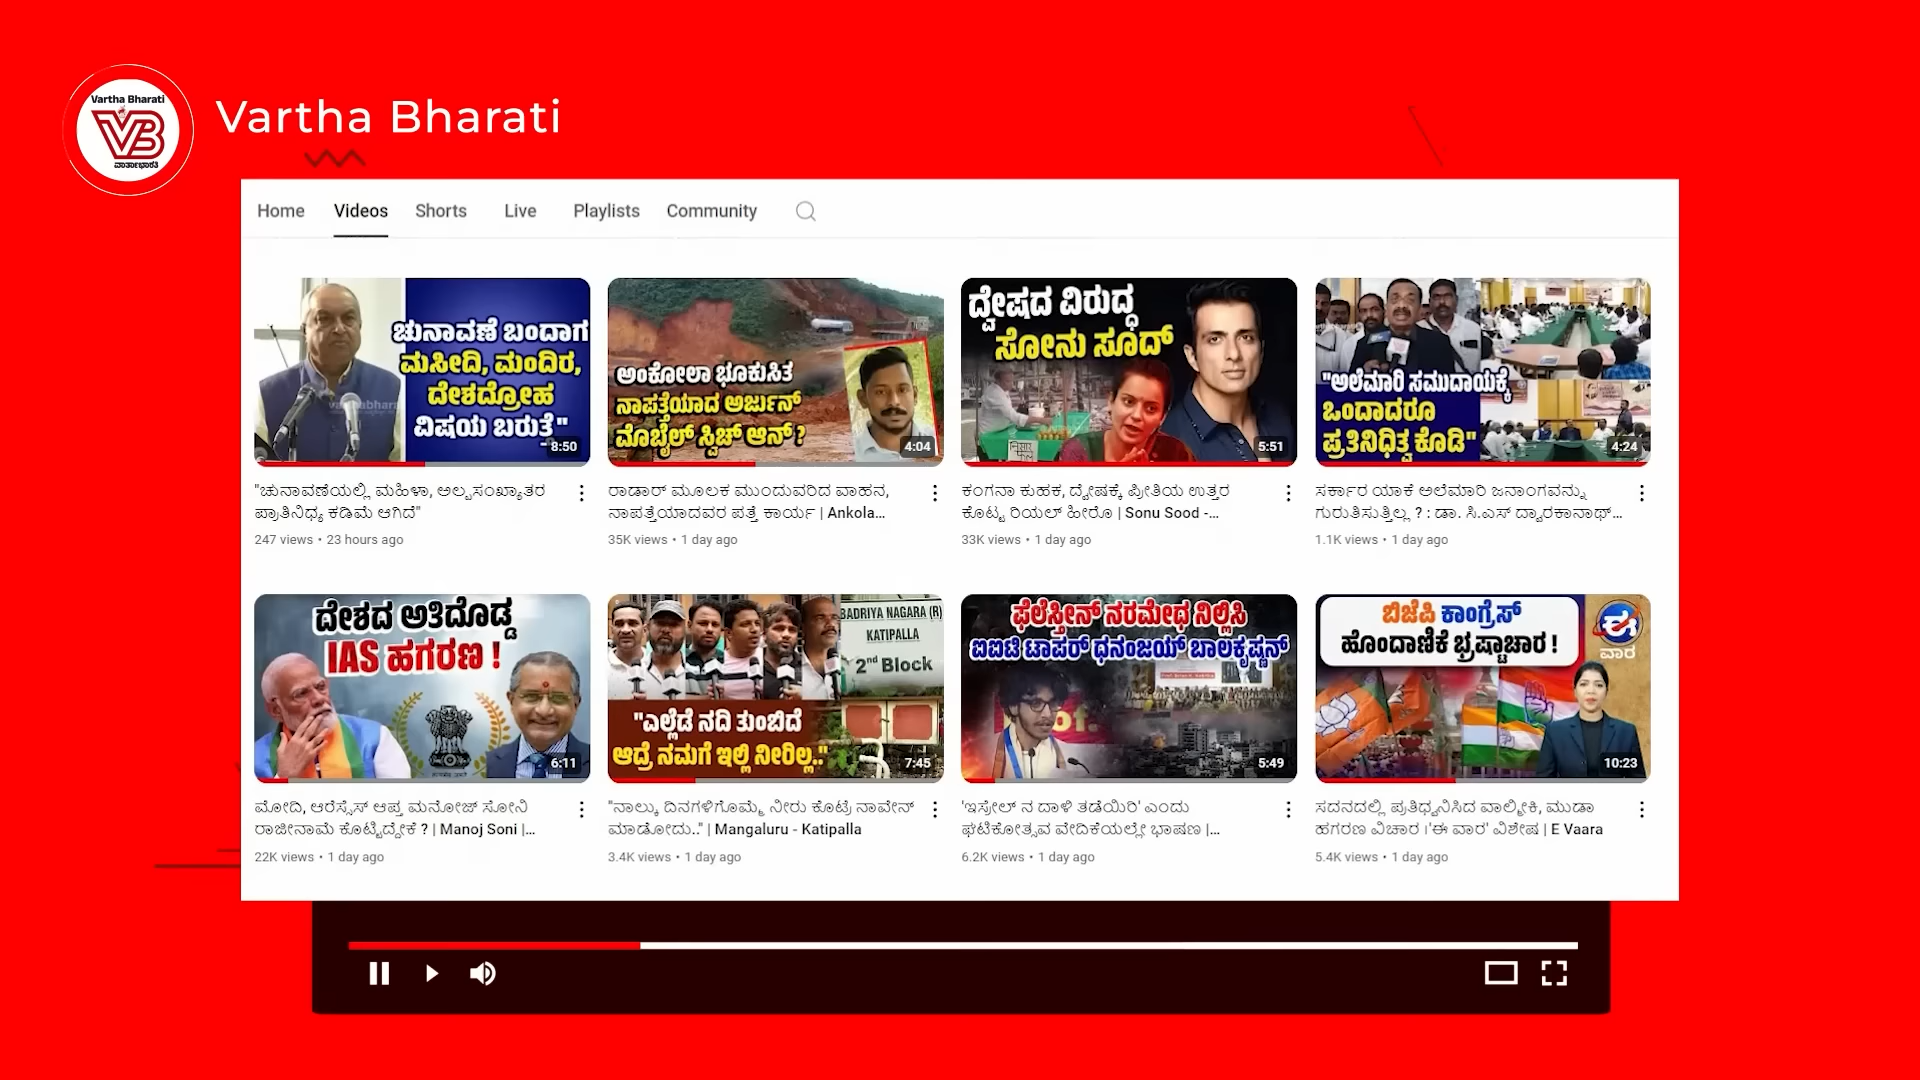 Vartha Bharati
VB
ವಾರ್ತಾಭಾರತಿ
Vartha Bharati
Home Videos Shorts Live Playlists Community
ಚುನಾವಣೆ ಬಂದಾಗ
ಮಸೀದಿ, ಮಂದಿರ,
ದೇಶದ್ರೋಹ
ವಿಷಯ ಬರುತೆ"
8:50
"ಚುನಾವಣೆಯಲ್ಲಿ ಮಹಿಳಾ, ಅಲ್ಪಸಂಖ್ಯಾತರ
ಪ್ರಾತಿನಿಧ್ಯ ಕಡಿಮೆ ಆಗಿದೆ"
247 views • 23 hours ago
ಅಂಕೋಲಾ ಭೂಕುಸಿತ
ನಾಪತ್ತೆಯಾದ ಅರ್ಜುನ್
ಮೊಬೈಲ್ ಸ್ವಿಚ್ ಆನ್ ?
4:04
ರಾಡಾರ್ ಮೂಲಕ ಮುಂದುವರಿದ ವಾಹನ,
ನಾಪತ್ತೆಯಾದವರ ಪತ್ತೆ ಕಾರ್ಯ | Ankola...
35K views • 1 day ago
ದ್ವೇಷದ ವಿರುದ್ಧ
ಸೋನು ಸೂದ್
5:51
ಕಂಗನಾ ಕುಹಕ, ದ್ವೇಷಕ್ಕೆ ಪ್ರೀತಿಯ ಉತ್ತರ
ಕೊಟ್ಟ ರಿಯಲ್ ಹೀರೊ | Sonu Sood -...
33K views • 1 day ago
"ಅಲೆಮಾರಿ ಸಮುದಾಯಕ್ಕೆ
ಒಂದಾದರೂ
ಪ್ರತಿನಿಧಿತ್ವ ಕೊಡಿ"
4:24
ಸರ್ಕಾರ ಯಾಕೆ ಅಲೆಮಾರಿ ಜನಾಂಗವನ್ನು
ಗುರುತಿಸುತ್ತಿಲ್ಲ ? : ಡಾ. ಸಿ.ಎಸ್ ದ್ವಾರಕಾನಾಥ್...
1.1K views • 1 day ago
ದೇಶದ ಅತಿದೊಡ್ಡ
IAS ಹಗರಣ !
6:11
ಮೋದಿ, ಆರೆಸ್ಸೆಸ್ ಆಪ್ತ ಮನೋಜ್ ಸೋನಿ
ರಾಜೀನಾಮೆ ಕೊಟ್ಟಿದ್ದೇಕೆ ? | Manoj Soni |...
22K views • 1 day ago
BADRIYA NAGARA (R)
KATIPALLA
2nd Block
"ಎಲ್ಲೆಡೆ ನದಿ ತುಂಬಿದೆ
ಆದ್ರೆ ನಮಗೆ ಇಲ್ಲಿ ನೀರಿಲ್ಲ.."
7:45
"ನಾಲ್ಕು ದಿನಗಳಿಗೊಮ್ಮೆ ನೀರು ಕೊಟ್ರೆ ನಾವೇನ್
ಮಾಡೋದು.." | Mangaluru - Katipalla
3.4K views • 1 day ago
ಫೆಲೆಸ್ತೀನ್ ನರಮೇಧ ನಿಲ್ಲಿಸಿ
ಐಐಟಿ ಟಾಪರ್ ಧನಂಜಯ್ ಬಾಲಕೃಷ್ಣನ್
5:49
'ಇಸ್ರೇಲ್ ನ ದಾಳಿ ತಡೆಯಿರಿ' ಎಂದು
ಘಟಿಕೋತ್ಸವ ವೇದಿಕೆಯಲ್ಲೇ ಭಾಷಣ |...
6.2K views • 1 day ago
ಬಿಜೆಪಿ ಕಾಂಗ್ರೆಸ್
ಹೊಂದಾಣಿಕೆ ಭ್ರಷ್ಟಾಚಾರ !
ಈ
ವಾರ
10:23
ಸದನದಲ್ಲಿ ಪ್ರತಿಧ್ವನಿಸಿದ ವಾಲ್ಮೀಕಿ, ಮುಡಾ
ಹಗರಣ ವಿಚಾರ ।'ಈ ವಾರ' ವಿಶೇಷ | E Vaara
5.4K views • 1 day ago